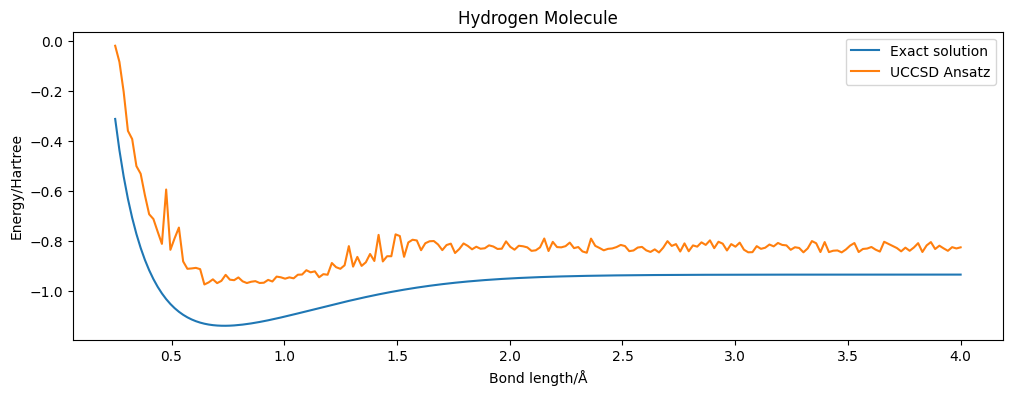 Hydrogen Molecule
Exact solution
UCCSD Ansatz
Energy/Hartree
0.0
−0.2
−0.4
−0.6
−0.8
−1.0
0.5
1.0
1.5
2.0
2.5
3.0
3.5
4.0
Bond length/Å